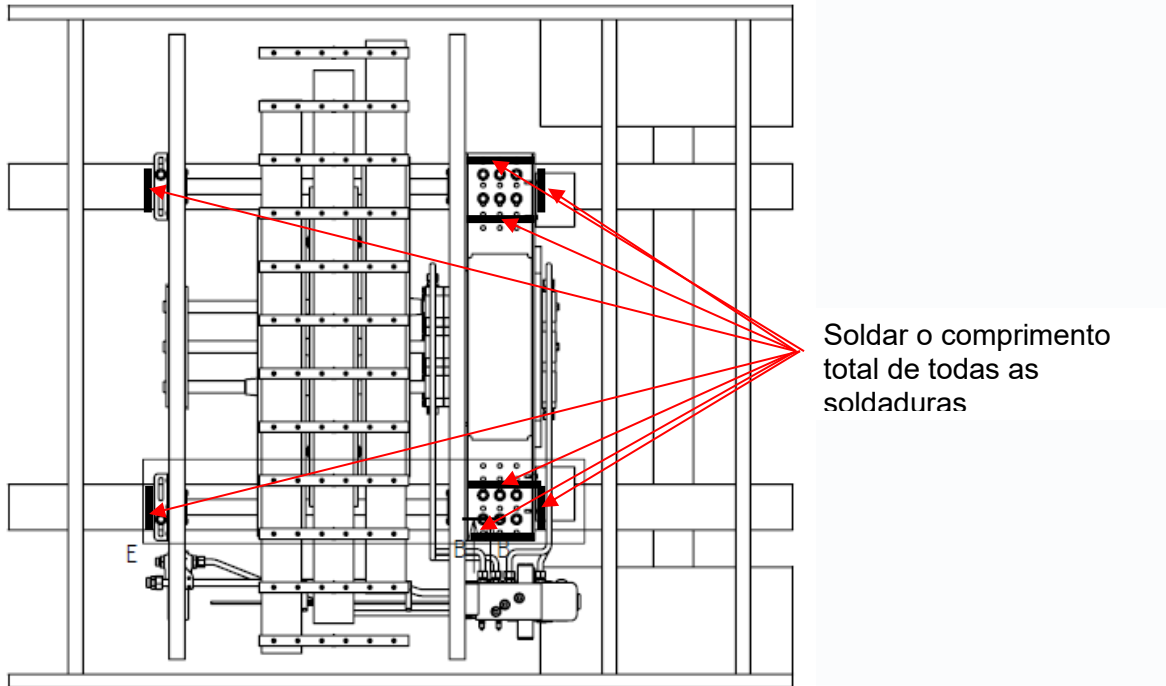 Soldar o comprimento
total de todas as
soldaduras
E
B B